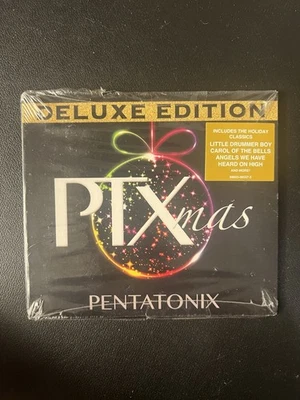 DELUXE EDITION
INCLUDES THE HOLIDAY
CLASSICS
LITTLE DRUMMER BOY
CAROL OF THE BELLS
ANGELS WE HAVE
HEARD ON HIGH
PTXmas
PENTATONIX